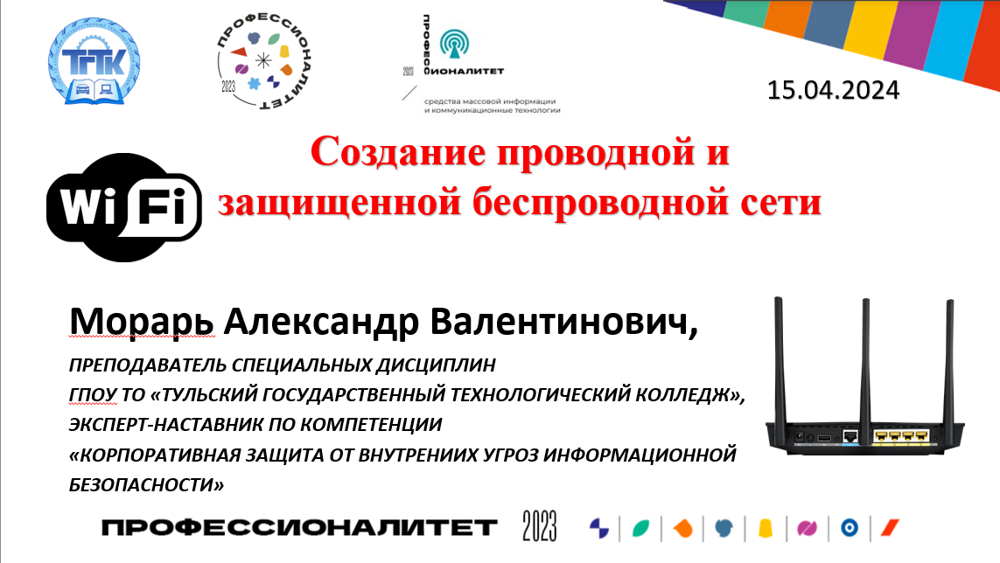 ТГТК
ПРОФЕССИОНАЛИТЕТ
2023
ПРОФЕССИОНАЛИТЕТ
2023
средства массовой информации
и коммуникационные технологии
15.04.2024
Создание проводной и
защищенной беспроводной сети
Wi Fi
Морарь Александр Валентинович,
ПРЕПОДАВАТЕЛЬ СПЕЦИАЛЬНЫХ ДИСЦИПЛИН
ГПОУ ТО «ТУЛЬСКИЙ ГОСУДАРСТВЕННЫЙ ТЕХНОЛОГИЧЕСКИЙ КОЛЛЕДЖ»,
ЭКСПЕРТ-НАСТАВНИК ПО КОМПЕТЕНЦИИ
«КОРПОРАТИВНАЯ ЗАЩИТА ОТ ВНУТРЕНИИХ УГРОЗ ИНФОРМАЦИОННОЙ
БЕЗОПАСНОСТИ»
ПРОФЕССИОНАЛИТЕТ 2023